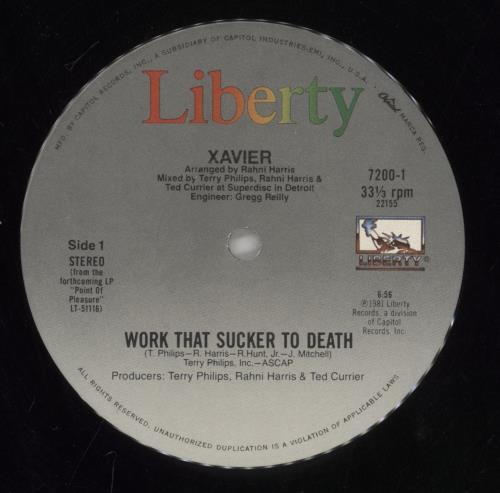 MFD. BY CAPITOL RECORDS, INC., A SUBSIDIARY OF CAPITOL INDUSTRIES-EMI, INC., U.S.A. Capitol MARCA REG.
Liberty
XAVIER
Arranged by Rahni Harris
Mixed by Terry Philips, Rahni Harris &
Ted Currier at Superdisc in Detroit
Engineer: Gregg Reilly
7200-1
33⅓ rpm
22155
Side 1
STEREO
(from the
forthcoming LP
"Point Of
Pleasure"
LT-51116)
LIBERTY
6:56
℗1981 Liberty
Records, a division
of Capitol
Records, Inc.
WORK THAT SUCKER TO DEATH
(T. Philips—R. Harris—R.Hunt, Jr.—J. Mitchell)
Terry Philips, Inc.—ASCAP
Producers: Terry Philips, Rahni Harris & Ted Currier
ALL RIGHTS RESERVED. UNAUTHORIZED DUPLICATION IS A VIOLATION OF APPLICABLE LAWS